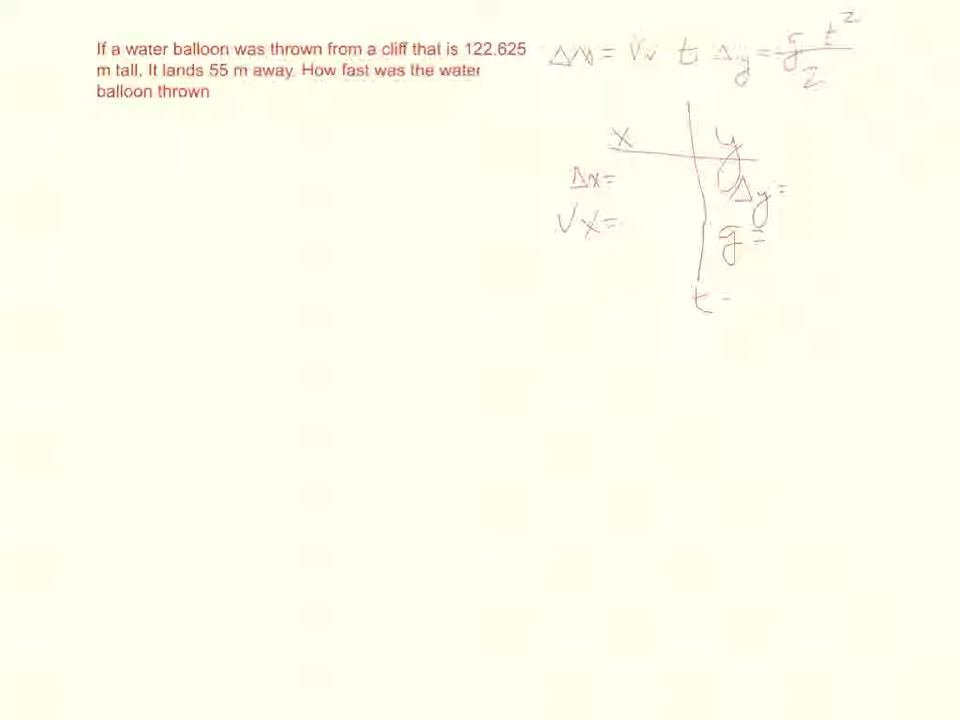 If a water balloon was thrown from a cliff that is 122.625
m tall. It lands 55 m away. How fast was the water
balloon thrown
Δx = Vx t Δy = g t² / 2
x y
Δx= Δy=
Vx= g =
t =